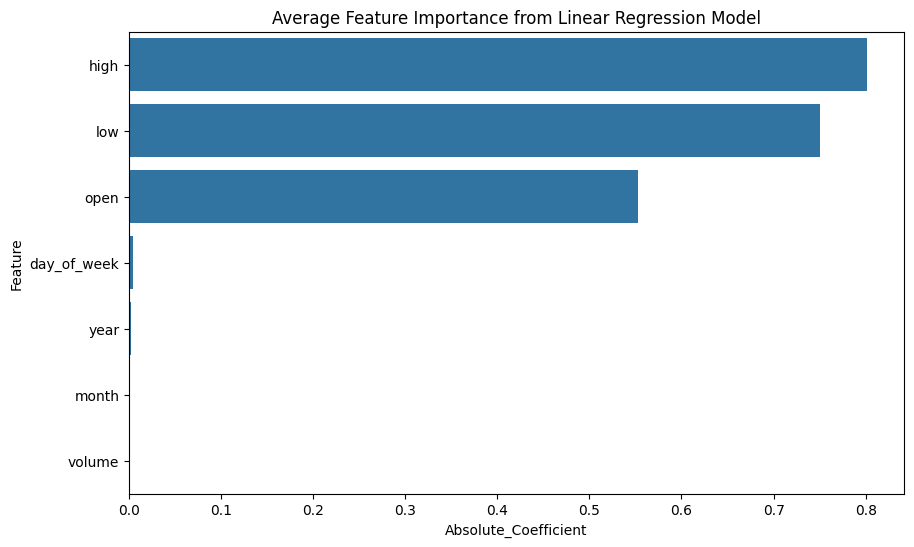 Average Feature Importance from Linear Regression Model
high
low
open
day_of_week
year
month
volume
Feature
0.0 0.1 0.2 0.3 0.4 0.5 0.6 0.7 0.8
Absolute_Coefficient